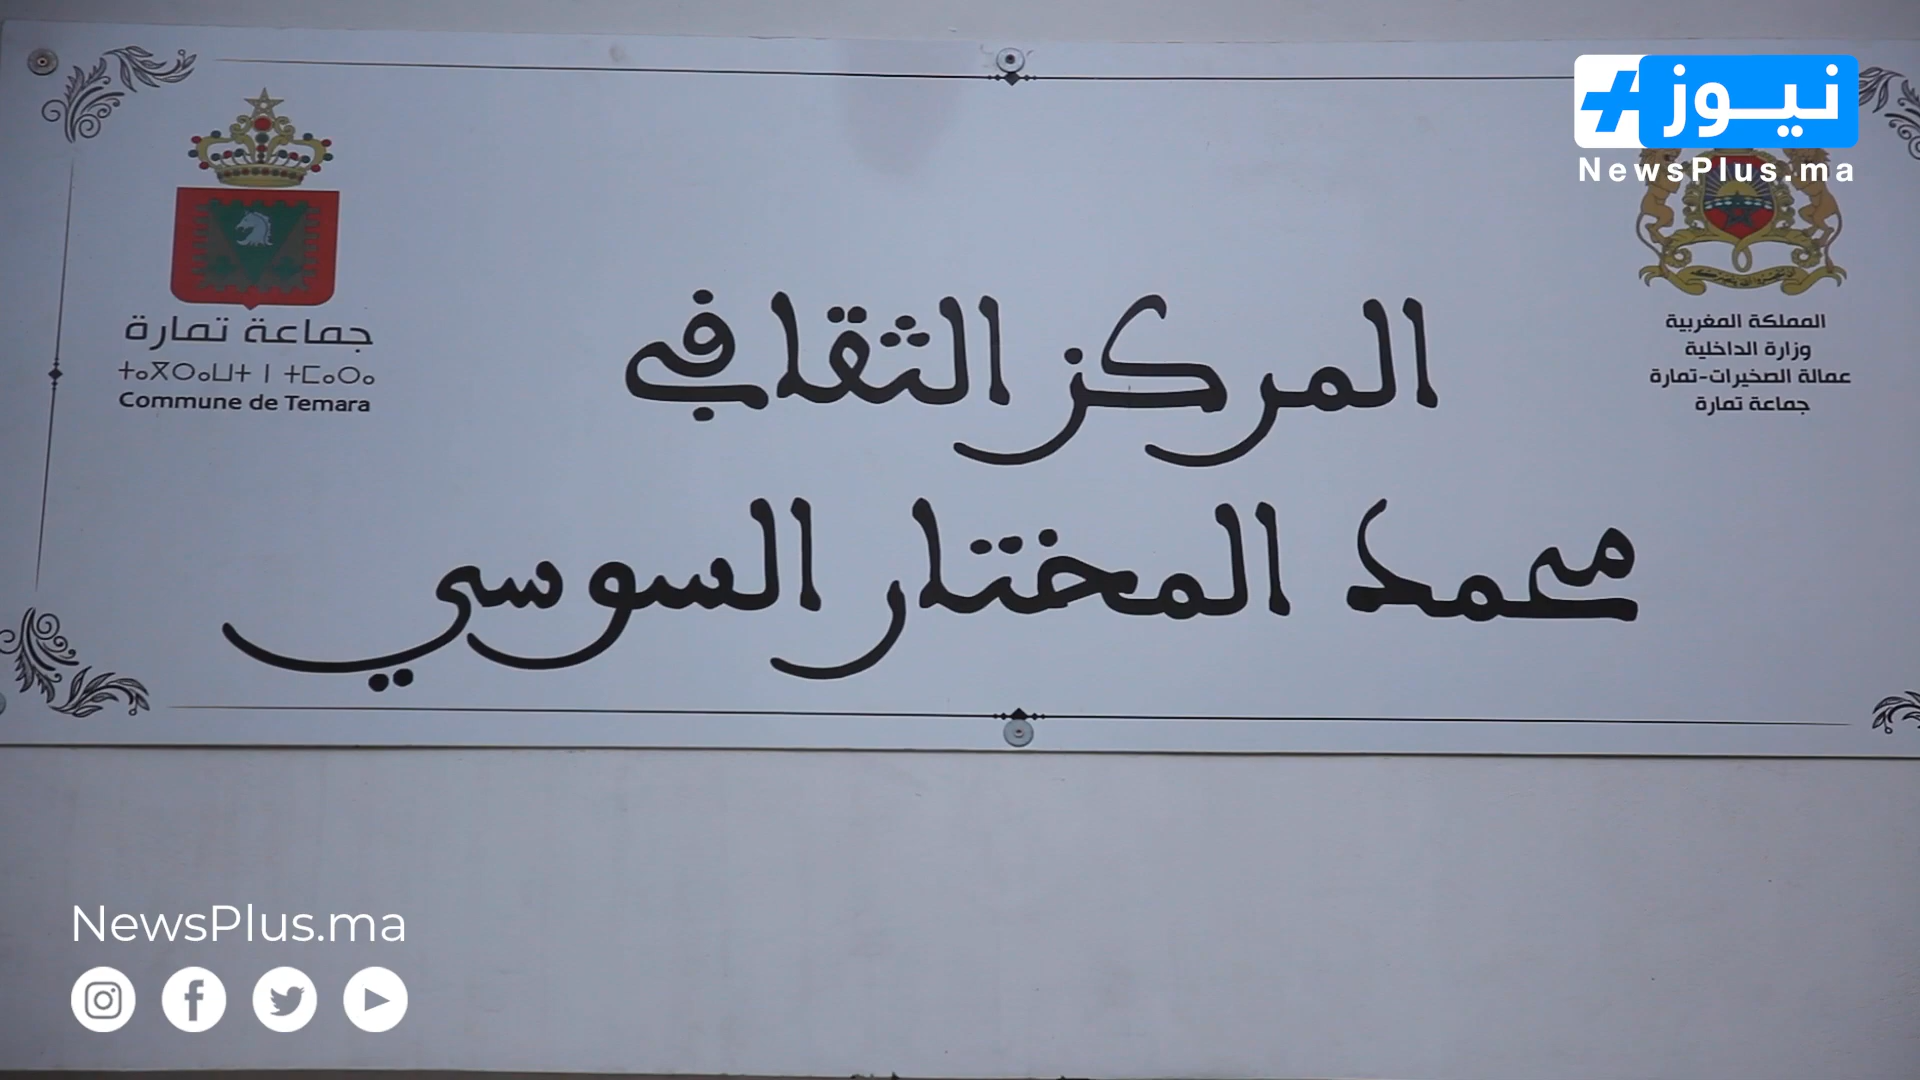 نيوز
NewsPlus.ma
المملكة المغربية
وزارة الداخلية
عمالة الصخيرات-تمارة
جماعة تمارة
جماعة تمارة
ⵜⴰⴳⵔⴰⵡⵜ ⵏ ⵜⵎⴰⵔⴰ
Commune de Temara
المركز الثقافي
محمد المختار السوسي
NewsPlus.ma